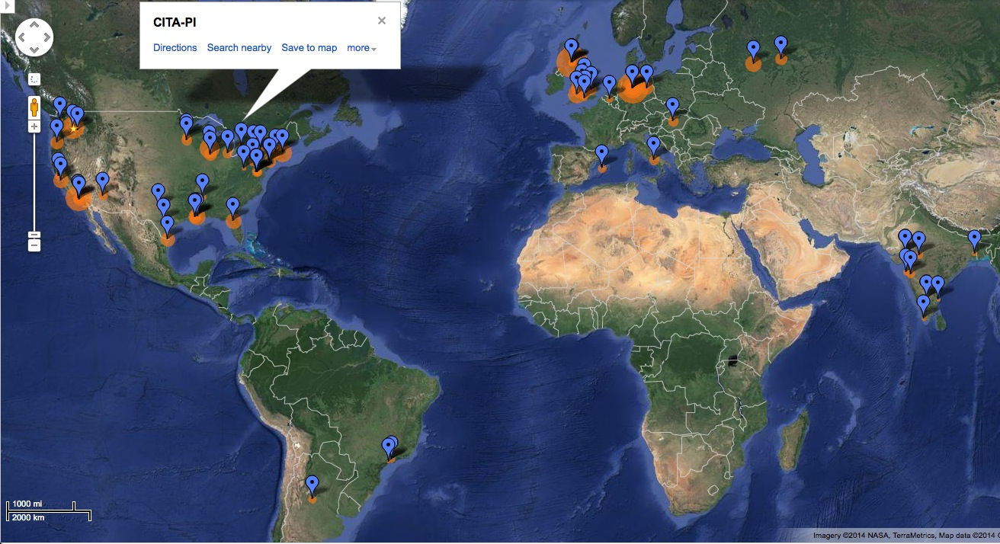 CITA-PI
Directions Search nearby Save to map more
1000 mi
2000 km
Imagery ©2014 NASA, TerraMetrics, Map data ©2014